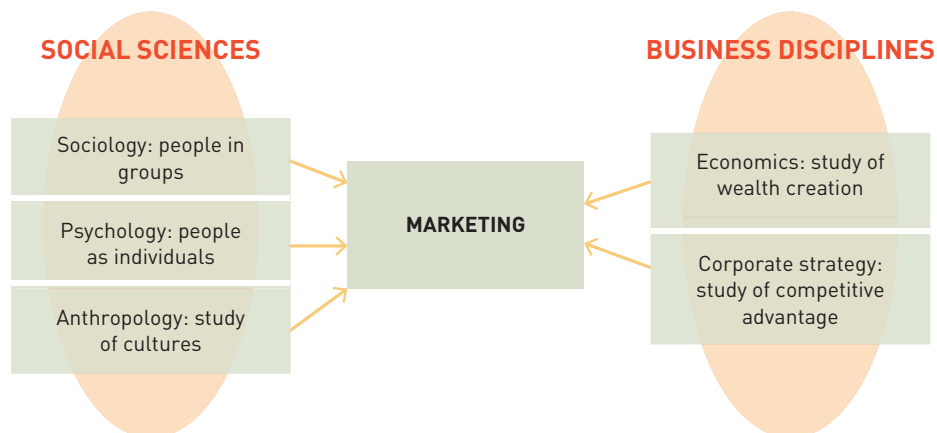 SOCIAL SCIENCES
Sociology: people in
groups
Psychology: people
as individuals
Anthropology: study
of cultures
MARKETING
BUSINESS DISCIPLINES
Economics: study of
wealth creation
Corporate strategy:
study of competitive
advantage